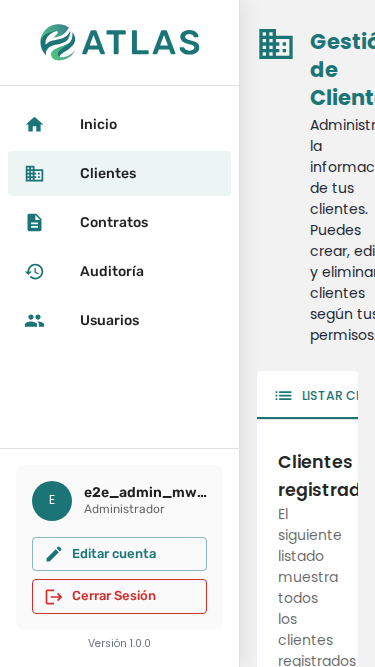 ATLAS
Inicio
Clientes
Contratos
Auditoría
Usuarios
E
e2e_admin_mw...
Administrador
Editar cuenta
Cerrar Sesión
Versión 1.0.0
Gestió
de
Client
Administr
la
informac
de tus
clientes.
Puedes
crear, edi
y elimina
clientes
según tus
permisos.
LISTAR CL
Clientes
registrad
El
siguiente
listado
muestra
todos
los
clientes
registrados